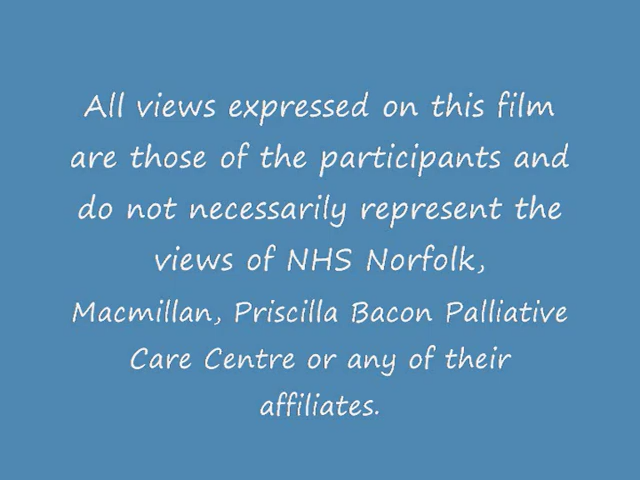 All views expressed on this film
are those of the participants and
do not necessarily represent the
views of NHS Norfolk,
Macmillan, Priscilla Bacon Palliative
Care Centre or any of their
affiliates.